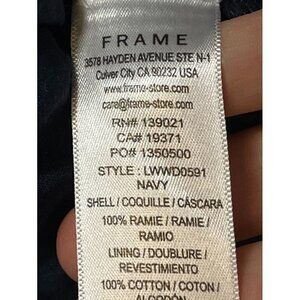 FRAME
3578 HAYDEN AVENUE STE N-1
Culver City CA 90232 USA
www.frame-store.com
care@frame-store.com
RN# 139021
CA# 19371
PO# 1350500
STYLE : LWWD0591
NAVY
SHELL / COQUILLE / CÁSCARA
100% RAMIE / RAMIE /
RAMIO
LINING / DOUBLURE /
REVESTIMIENTO
100% COTTON / COTON /
ALGODÓN